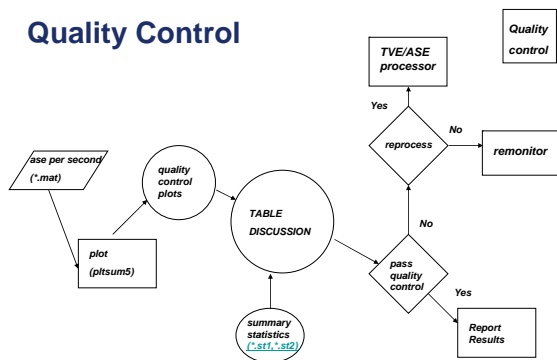 Quality Control
Quality
control
TVE/ASE
processor
Yes
reprocess
No
remonitor
ase per second
(*.mat)
quality
control
plots
TABLE
DISCUSSION
No
plot
(pltsum5)
pass
quality
control
Yes
summary
statistics
(*.st1,*.st2)
Report
Results